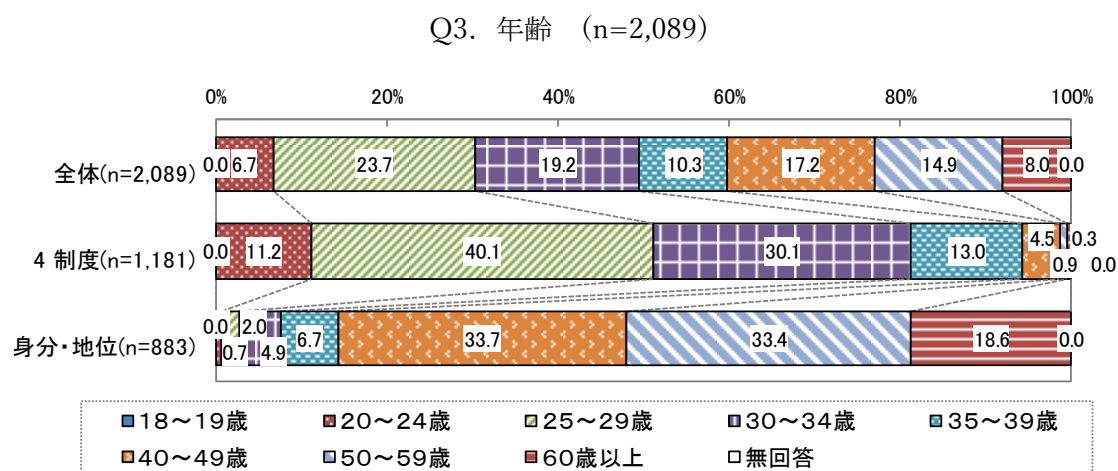 Q3. 年齢 (n=2,089)
0% 20% 40% 60% 80% 100%
全体(n=2,089) 0.0 6.7 23.7 19.2 10.3 17.2 14.9 8.0 0.0
4 制度(n=1,181) 0.0 11.2 40.1 30.1 13.0 4.5 0.9 0.3 0.0
身分・地位(n=883) 0.0 0.7 2.0 4.9 6.7 33.7 33.4 18.6 0.0
18～19歳 20～24歳 25～29歳 30～34歳 35～39歳
40～49歳 50～59歳 60歳以上 無回答